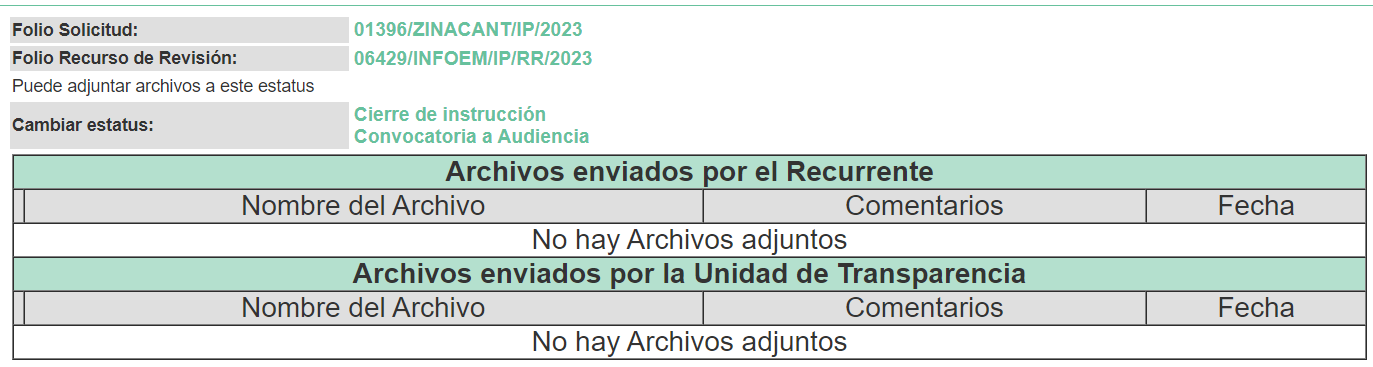 Folio Solicitud: 01396/ZINACANT/IP/2023
Folio Recurso de Revisión: 06429/INFOEM/IP/RR/2023
Puede adjuntar archivos a este estatus
Cambiar estatus: Cierre de instrucción
Convocatoria a Audiencia
Archivos enviados por el Recurrente
Nombre del Archivo Comentarios Fecha
No hay Archivos adjuntos
Archivos enviados por la Unidad de Transparencia
Nombre del Archivo Comentarios Fecha
No hay Archivos adjuntos